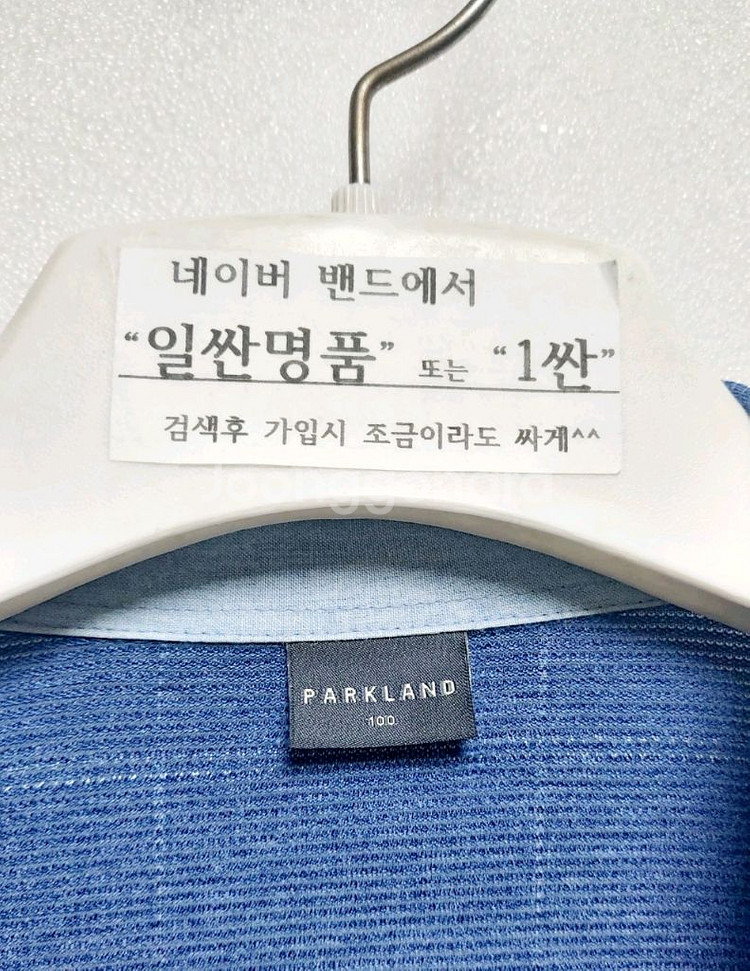 네이버 밴드에서
“일싼명품” 또는 “1싼”
검색후 가입시 조금이라도 싸게^^
Joonggonara
PARKLAND
100